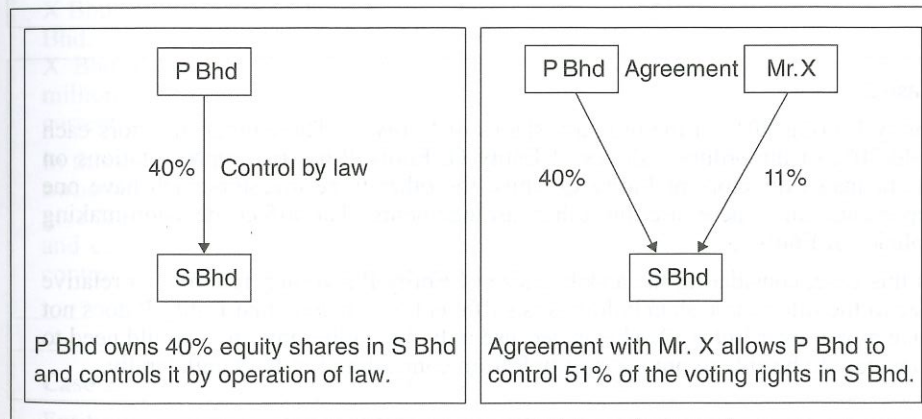 P Bhd
40% Control by law
S Bhd
P Bhd owns 40% equity shares in S Bhd
and controls it by operation of law.
P Bhd Agreement Mr. X
40% 11%
S Bhd
Agreement with Mr. X allows P Bhd to
control 51% of the voting rights in S Bhd.